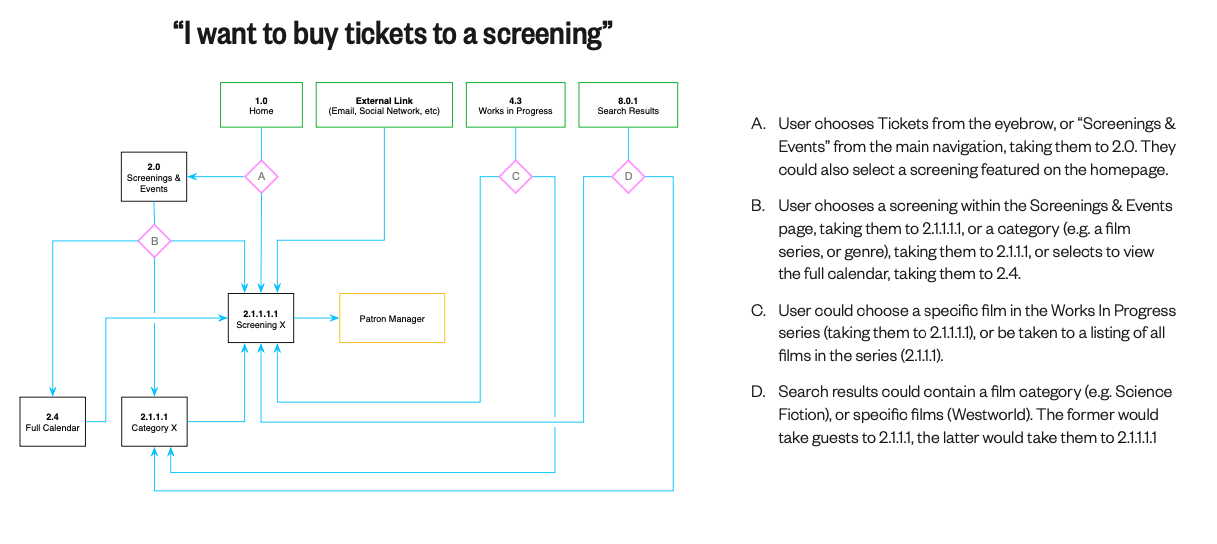 “I want to buy tickets to a screening”
1.0
Home
External Link
(Email, Social Network, etc)
4.3
Works in Progress
8.0.1
Search Results
2.0
Screenings &
Events
A
C
D
B
2.1.1.1.1
Screening X
Patron Manager
2.4
Full Calendar
2.1.1.1
Category X
A. User chooses Tickets from the eyebrow, or “Screenings &
Events” from the main navigation, taking them to 2.0. They
could also select a screening featured on the homepage.
B. User chooses a screening within the Screenings & Events
page, taking them to 2.1.1.1.1, or a category (e.g. a film
series, or genre), taking them to 2.1.1.1, or selects to view
the full calendar, taking them to 2.4.
C. User could choose a specific film in the Works In Progress
series (taking them to 2.1.1.1.1), or be taken to a listing of all
films in the series (2.1.1.1).
D. Search results could contain a film category (e.g. Science
Fiction), or specific films (Westworld). The former would
take guests to 2.1.1.1, the latter would take them to 2.1.1.1.1